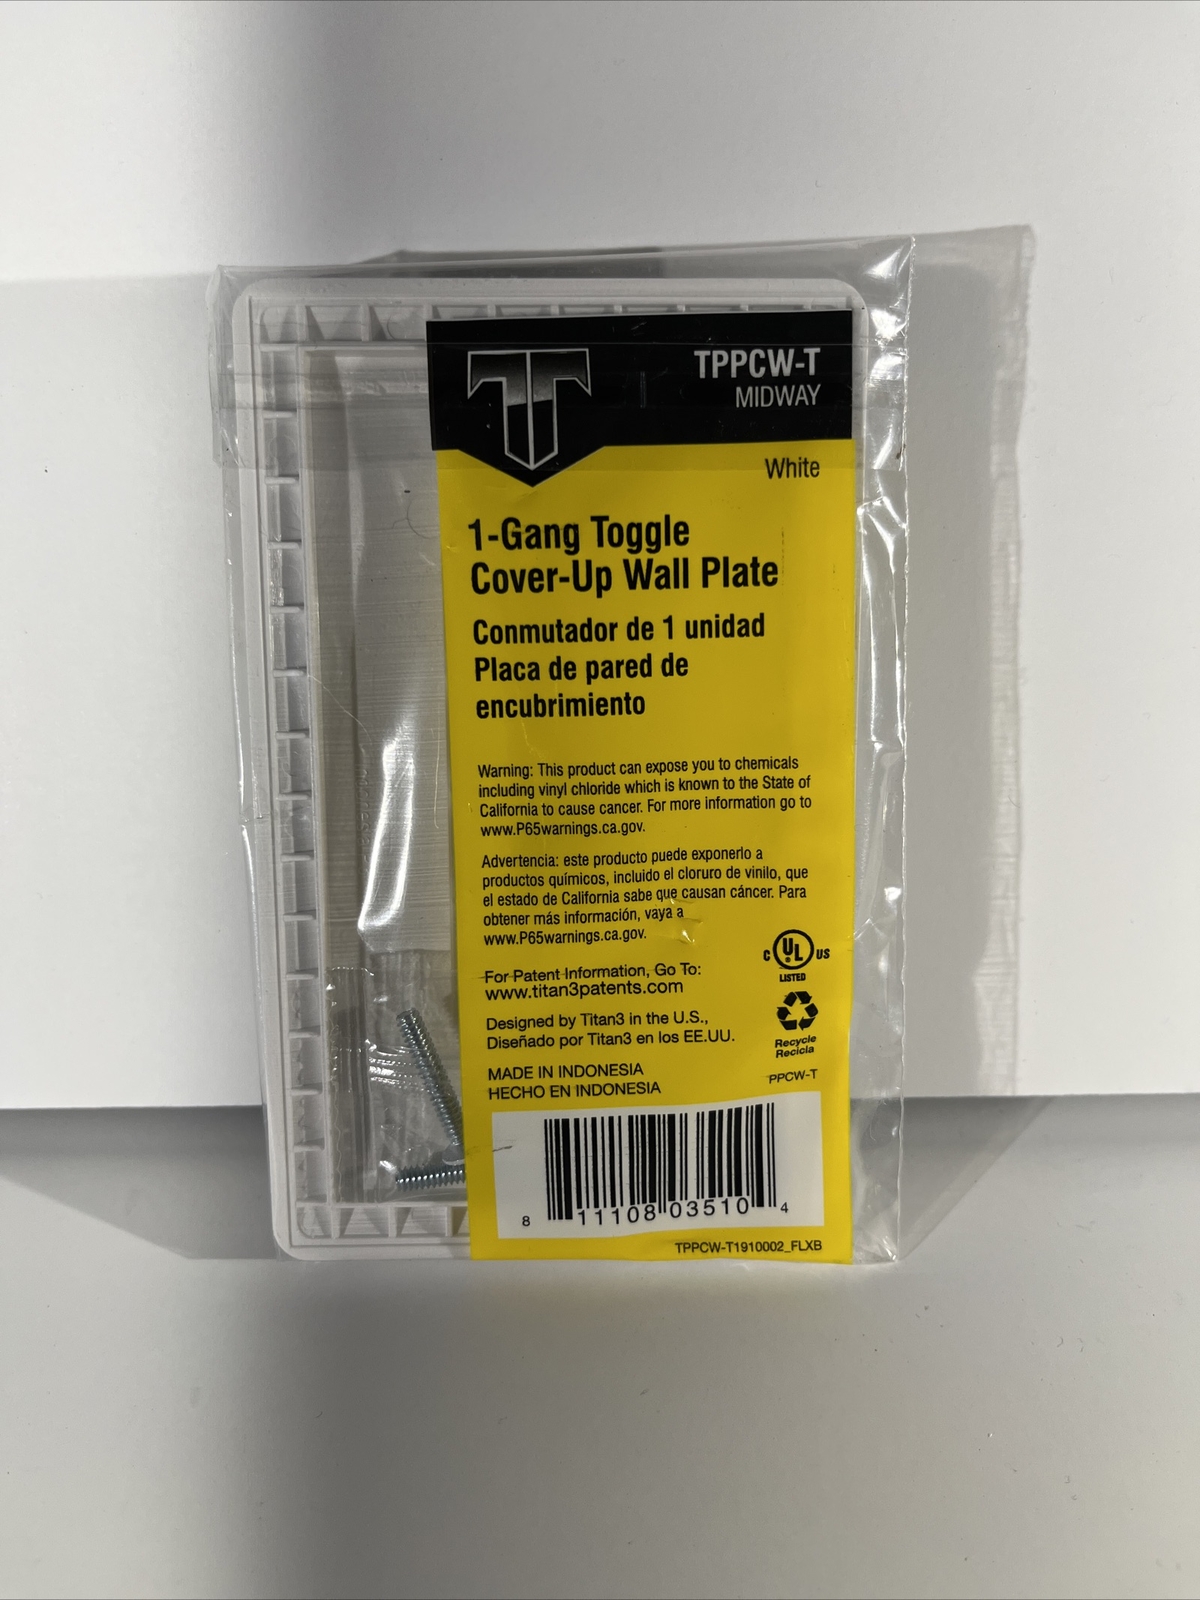 TPPCW-T
MIDWAY
White
1-Gang Toggle
Cover-Up Wall Plate
Conmutador de 1 unidad
Placa de pared de
encubrimiento
Warning: This product can expose you to chemicals
including vinyl chloride which is known to the State of
California to cause cancer. For more information go to
www.P65warnings.ca.gov.
Advertencia: este producto puede exponerlo a
productos químicos, incluido el cloruro de vinilo, que
el estado de California sabe que causan cáncer. Para
obtener más información, vaya a
www.P65warnings.ca.gov.
C UL US
LISTED
For Patent Information, Go To:
www.titan3patents.com
Designed by Titan3 in the U.S.,
Diseñado por Titan3 en los EE.UU.
Recycle
Recicla
MADE IN INDONESIA
HECHO EN INDONESIA
PPCW-T
8 11108 03510 4
TPPCW-T1910002_FLXB